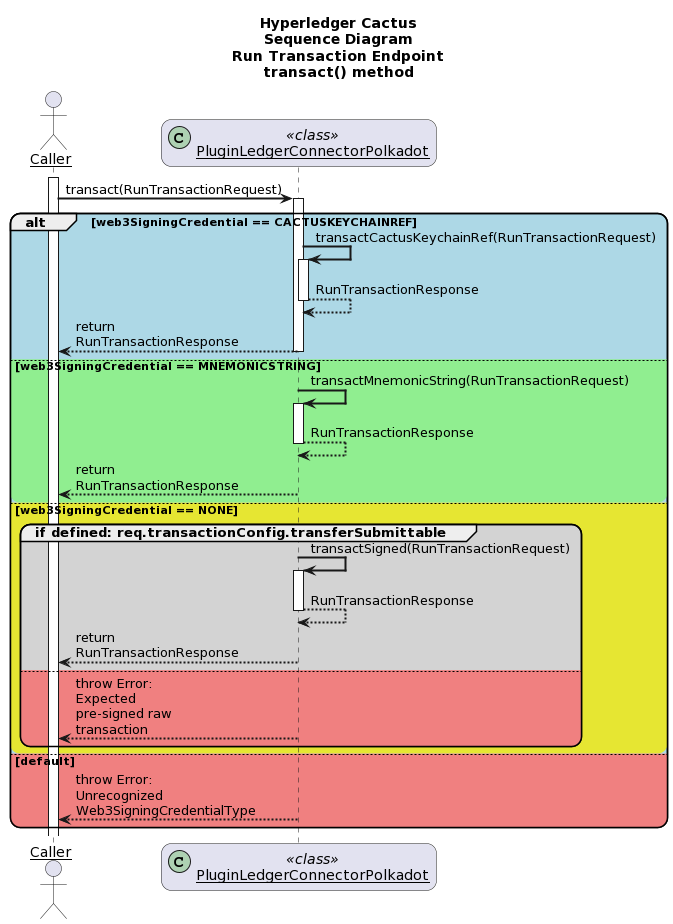 Hyperledger Cactus
Sequence Diagram
Run Transaction Endpoint
transact() method
Caller
C
«class»
PluginLedgerConnectorPolkadot
transact(RunTransactionRequest)
alt
[web3SigningCredential == CACTUSKEYCHAINREF]
transactCactusKeychainRef(RunTransactionRequest)
RunTransactionResponse
return
RunTransactionResponse
[web3SigningCredential == MNEMONICSTRING]
transactMnemonicString(RunTransactionRequest)
RunTransactionResponse
return
RunTransactionResponse
[web3SigningCredential == NONE]
if defined: req.transactionConfig.transferSubmittable
transactSigned(RunTransactionRequest)
RunTransactionResponse
return
RunTransactionResponse
throw Error:
Expected
pre-signed raw
transaction
[default]
throw Error:
Unrecognized
Web3SigningCredentialType
Caller
C
«class»
PluginLedgerConnectorPolkadot